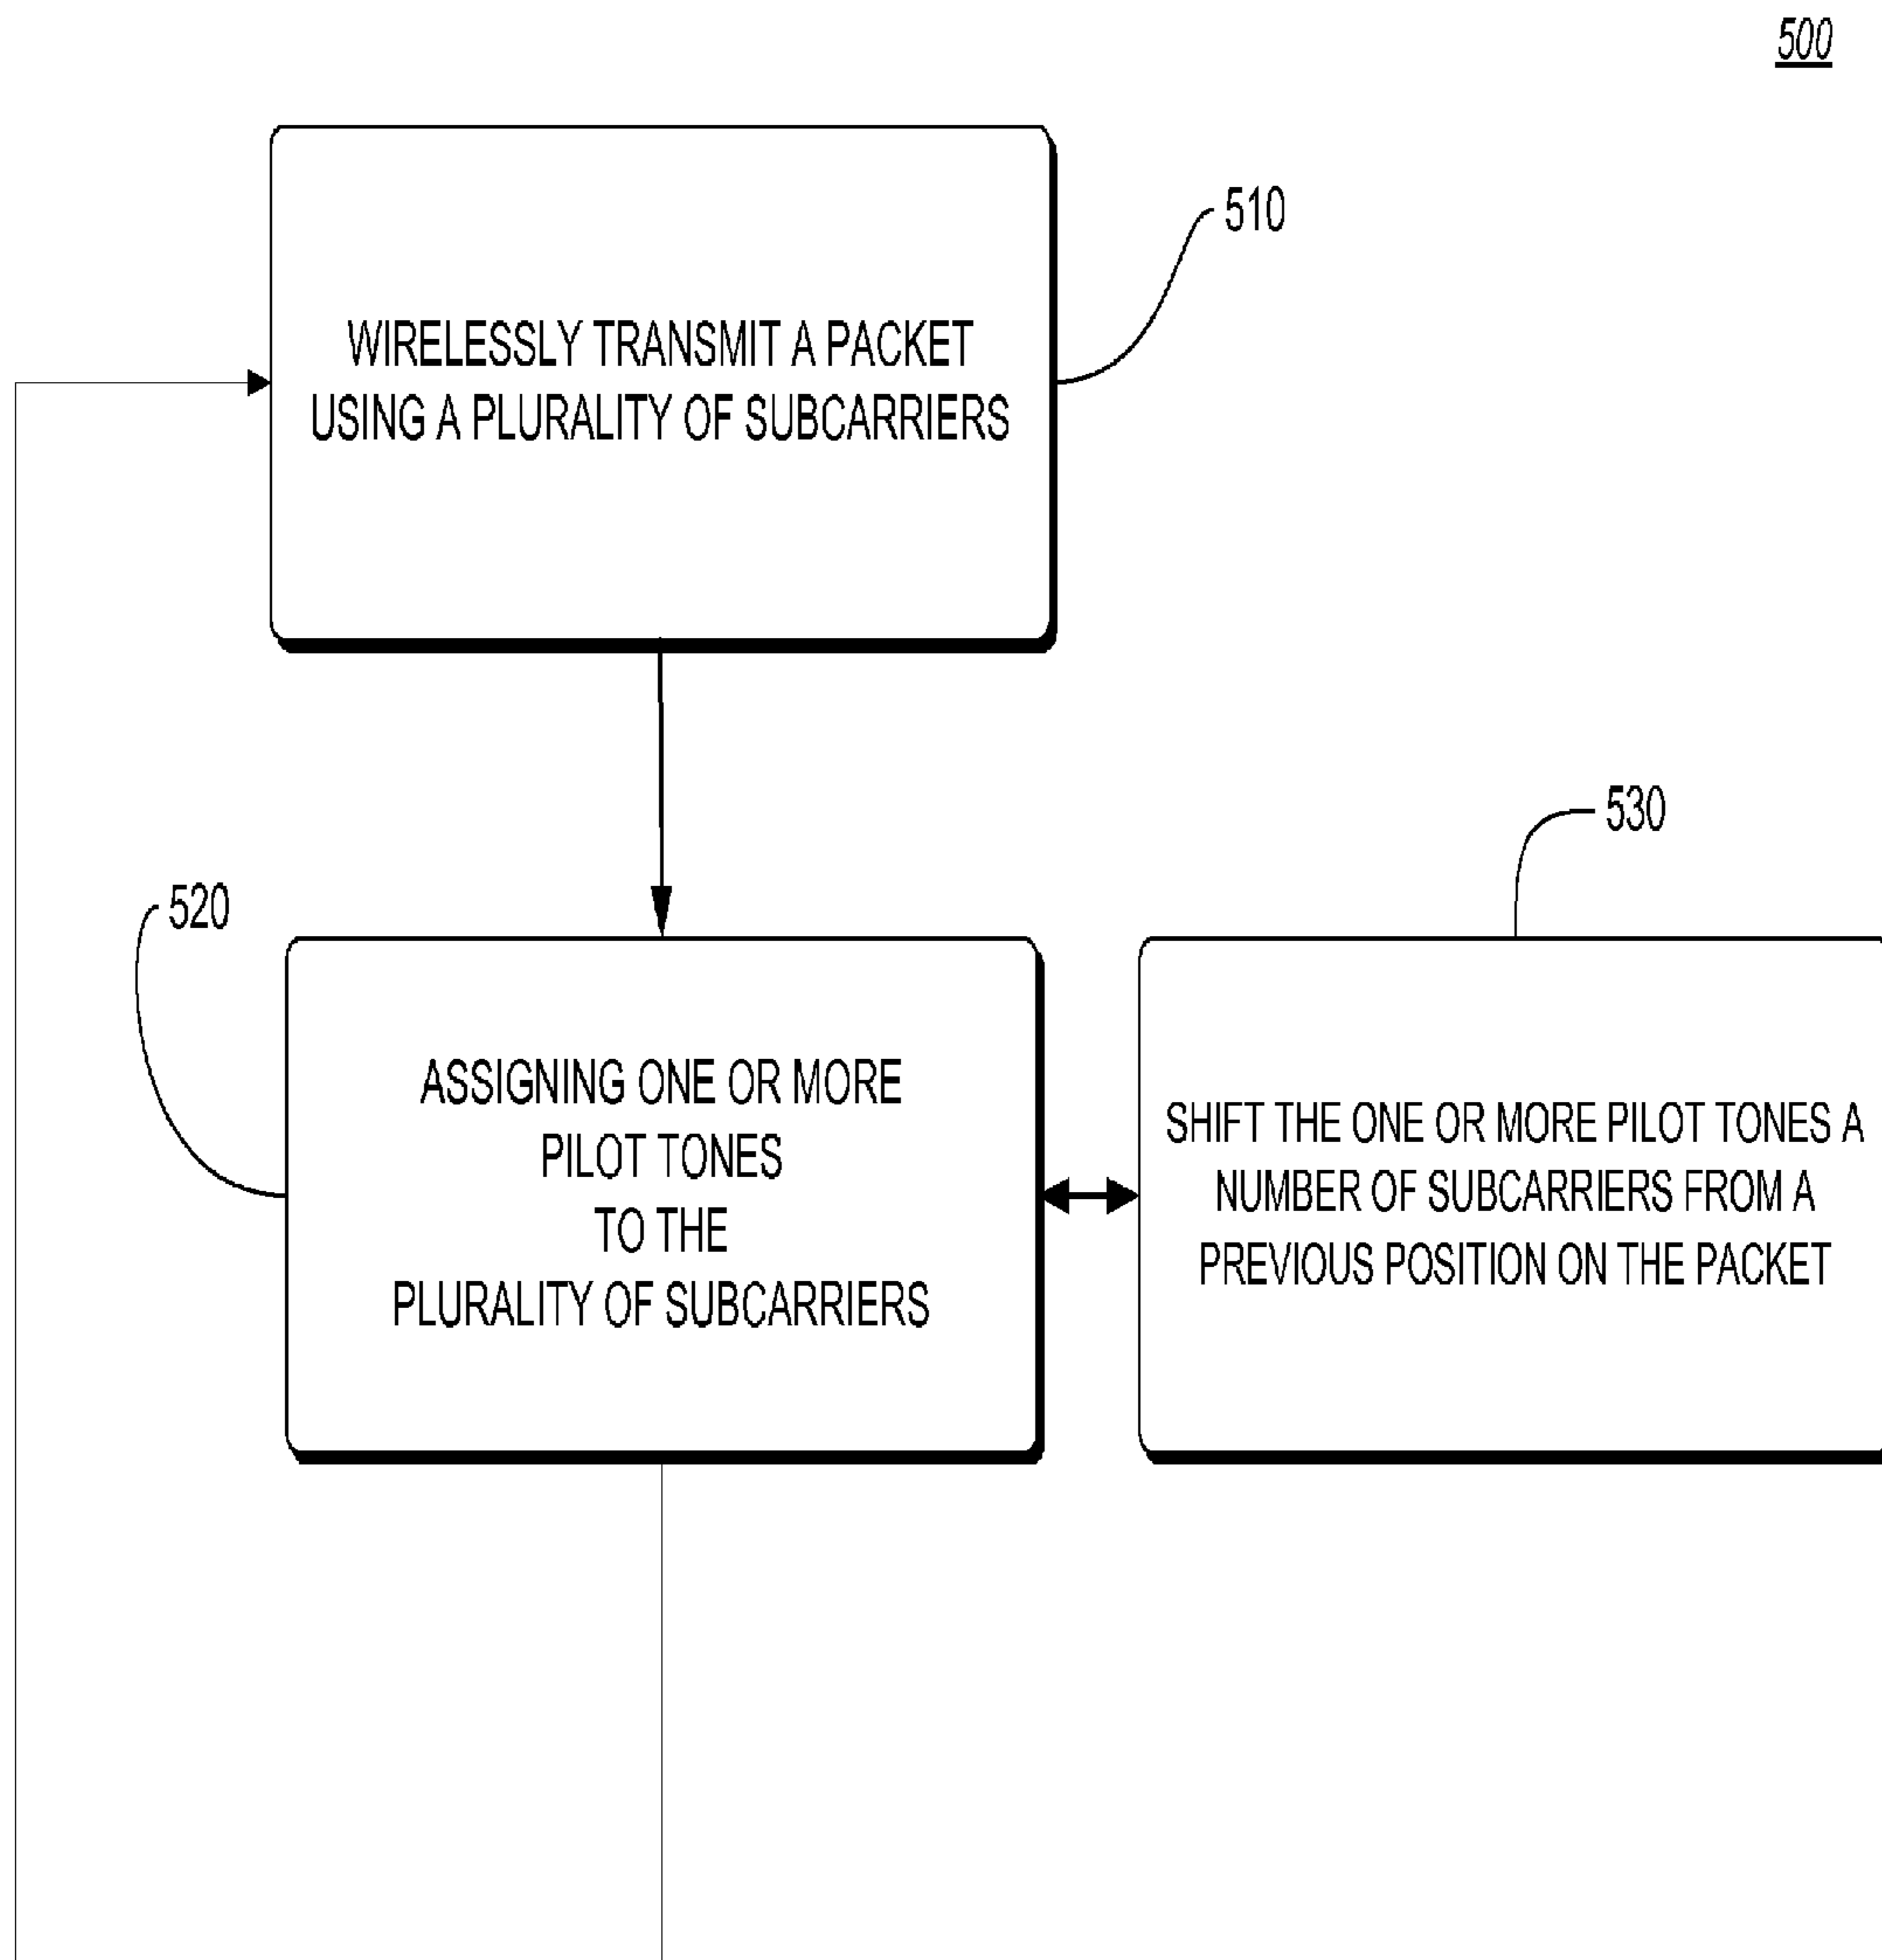 500
510
WIRELESSLY TRANSMIT A PACKET
USING A PLURALITY OF SUBCARRIERS
530
520
ASSIGNING ONE OR MORE
PILOT TONES
TO THE
PLURALITY OF SUBCARRIERS
SHIFT THE ONE OR MORE PILOT TONES A
NUMBER OF SUBCARRIERS FROM A
PREVIOUS POSITION ON THE PACKET